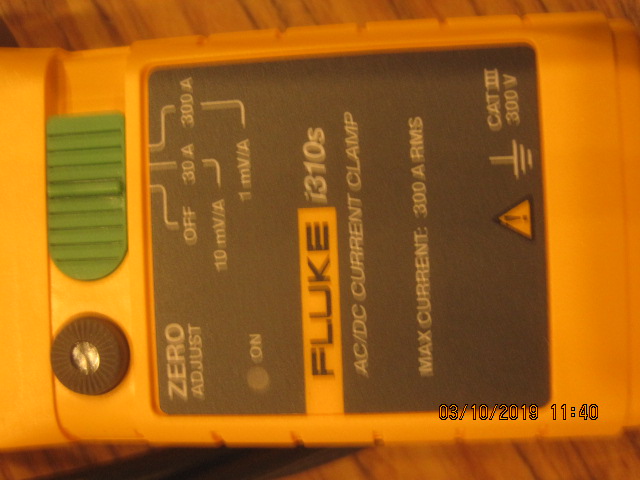 300 A
OFF 30 A
10 mV/A
1 mV/A
ZERO
ADJUST
ON
FLUKE i310s
AC/DC CURRENT CLAMP
MAX CURRENT: 300 A RMS
CAT III
300 V
03/10/2019 11:40